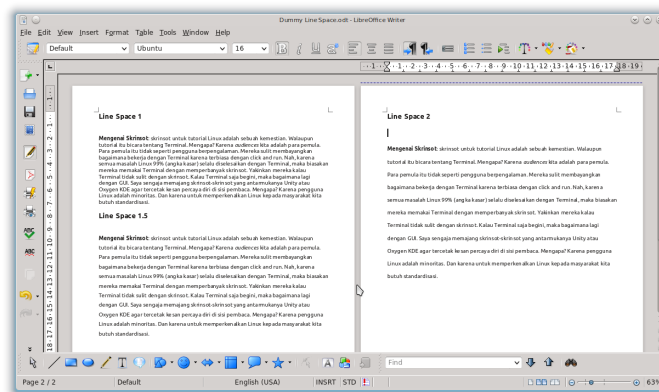 Dummy Line Space.odt - LibreOffice Writer
File Edit View Insert Format Table Tools Window Help
Default Ubuntu 16
Line Space 1
Mengenai Skrinsot: skrinsot untuk tutorial Linux adalah sebuah kemestian. Walaupun
tutorial itu bicara tentang Terminal. Mengapa? Karena audiences kita adalah para pemula.
Para pemula itu tidak seperti pengguna berpengalaman. Mereka sulit membayangkan
bagaimana bekerja dengan Terminal karena terbiasa dengan click and run. Nah, karena
semua masalah Linux 99% (angka kasar) selalu diselesaikan dengan Terminal, maka biasakan
mereka memakai Terminal dengan memperbanyak skrinsot. Yakinkan mereka kalau
Terminal tidak sulit dengan skrinsot. Kalau Terminal saja begini, maka bagaimana lagi
dengan GUI. Saya sengaja memajang skrinsot-skrinsot yang antarmukanya Unity atau
Oxygen KDE agar tercetak kesan percaya diri di sisi pembaca. Mengapa? Karena pengguna
Linux adalah minoritas. Dan karena untuk memperkenalkan Linux kepada masyarakat kita
butuh standardisasi.
Line Space 1.5
Mengenai Skrinsot: skrinsot untuk tutorial Linux adalah sebuah kemestian. Walaupun
tutorial itu bicara tentang Terminal. Mengapa? Karena audiences kita adalah para pemula.
Para pemula itu tidak seperti pengguna berpengalaman. Mereka sulit membayangkan
bagaimana bekerja dengan Terminal karena terbiasa dengan click and run. Nah, karena
semua masalah Linux 99% (angka kasar) selalu diselesaikan dengan Terminal, maka biasakan
mereka memakai Terminal dengan memperbanyak skrinsot. Yakinkan mereka kalau
Terminal tidak sulit dengan skrinsot. Kalau Terminal saja begini, maka bagaimana lagi
dengan GUI. Saya sengaja memajang skrinsot-skrinsot yang antarmukanya Unity atau
Oxygen KDE agar tercetak kesan percaya diri di sisi pembaca. Mengapa? Karena pengguna
Linux adalah minoritas. Dan karena untuk memperkenalkan Linux kepada masyarakat kita
butuh standardisasi.
Line Space 2
Mengenai Skrinsot: skrinsot untuk tutorial Linux adalah sebuah kemestian. Walaupun
tutorial itu bicara tentang Terminal. Mengapa? Karena audiences kita adalah para pemula.
Para pemula itu tidak seperti pengguna berpengalaman. Mereka sulit membayangkan
bagaimana bekerja dengan Terminal karena terbiasa dengan click and run. Nah, karena
semua masalah Linux 99% (angka kasar) selalu diselesaikan dengan Terminal, maka biasakan
mereka memakai Terminal dengan memperbanyak skrinsot. Yakinkan mereka kalau
Terminal tidak sulit dengan skrinsot. Kalau Terminal saja begini, maka bagaimana lagi
dengan GUI. Saya sengaja memajang skrinsot-skrinsot yang antarmukanya Unity atau
Oxygen KDE agar tercetak kesan percaya diri di sisi pembaca. Mengapa? Karena pengguna
Linux adalah minoritas. Dan karena untuk memperkenalkan Linux kepada masyarakat kita
butuh standardisasi.
Find
Page 2 / 2 Default English (USA) INSRT STD 63%